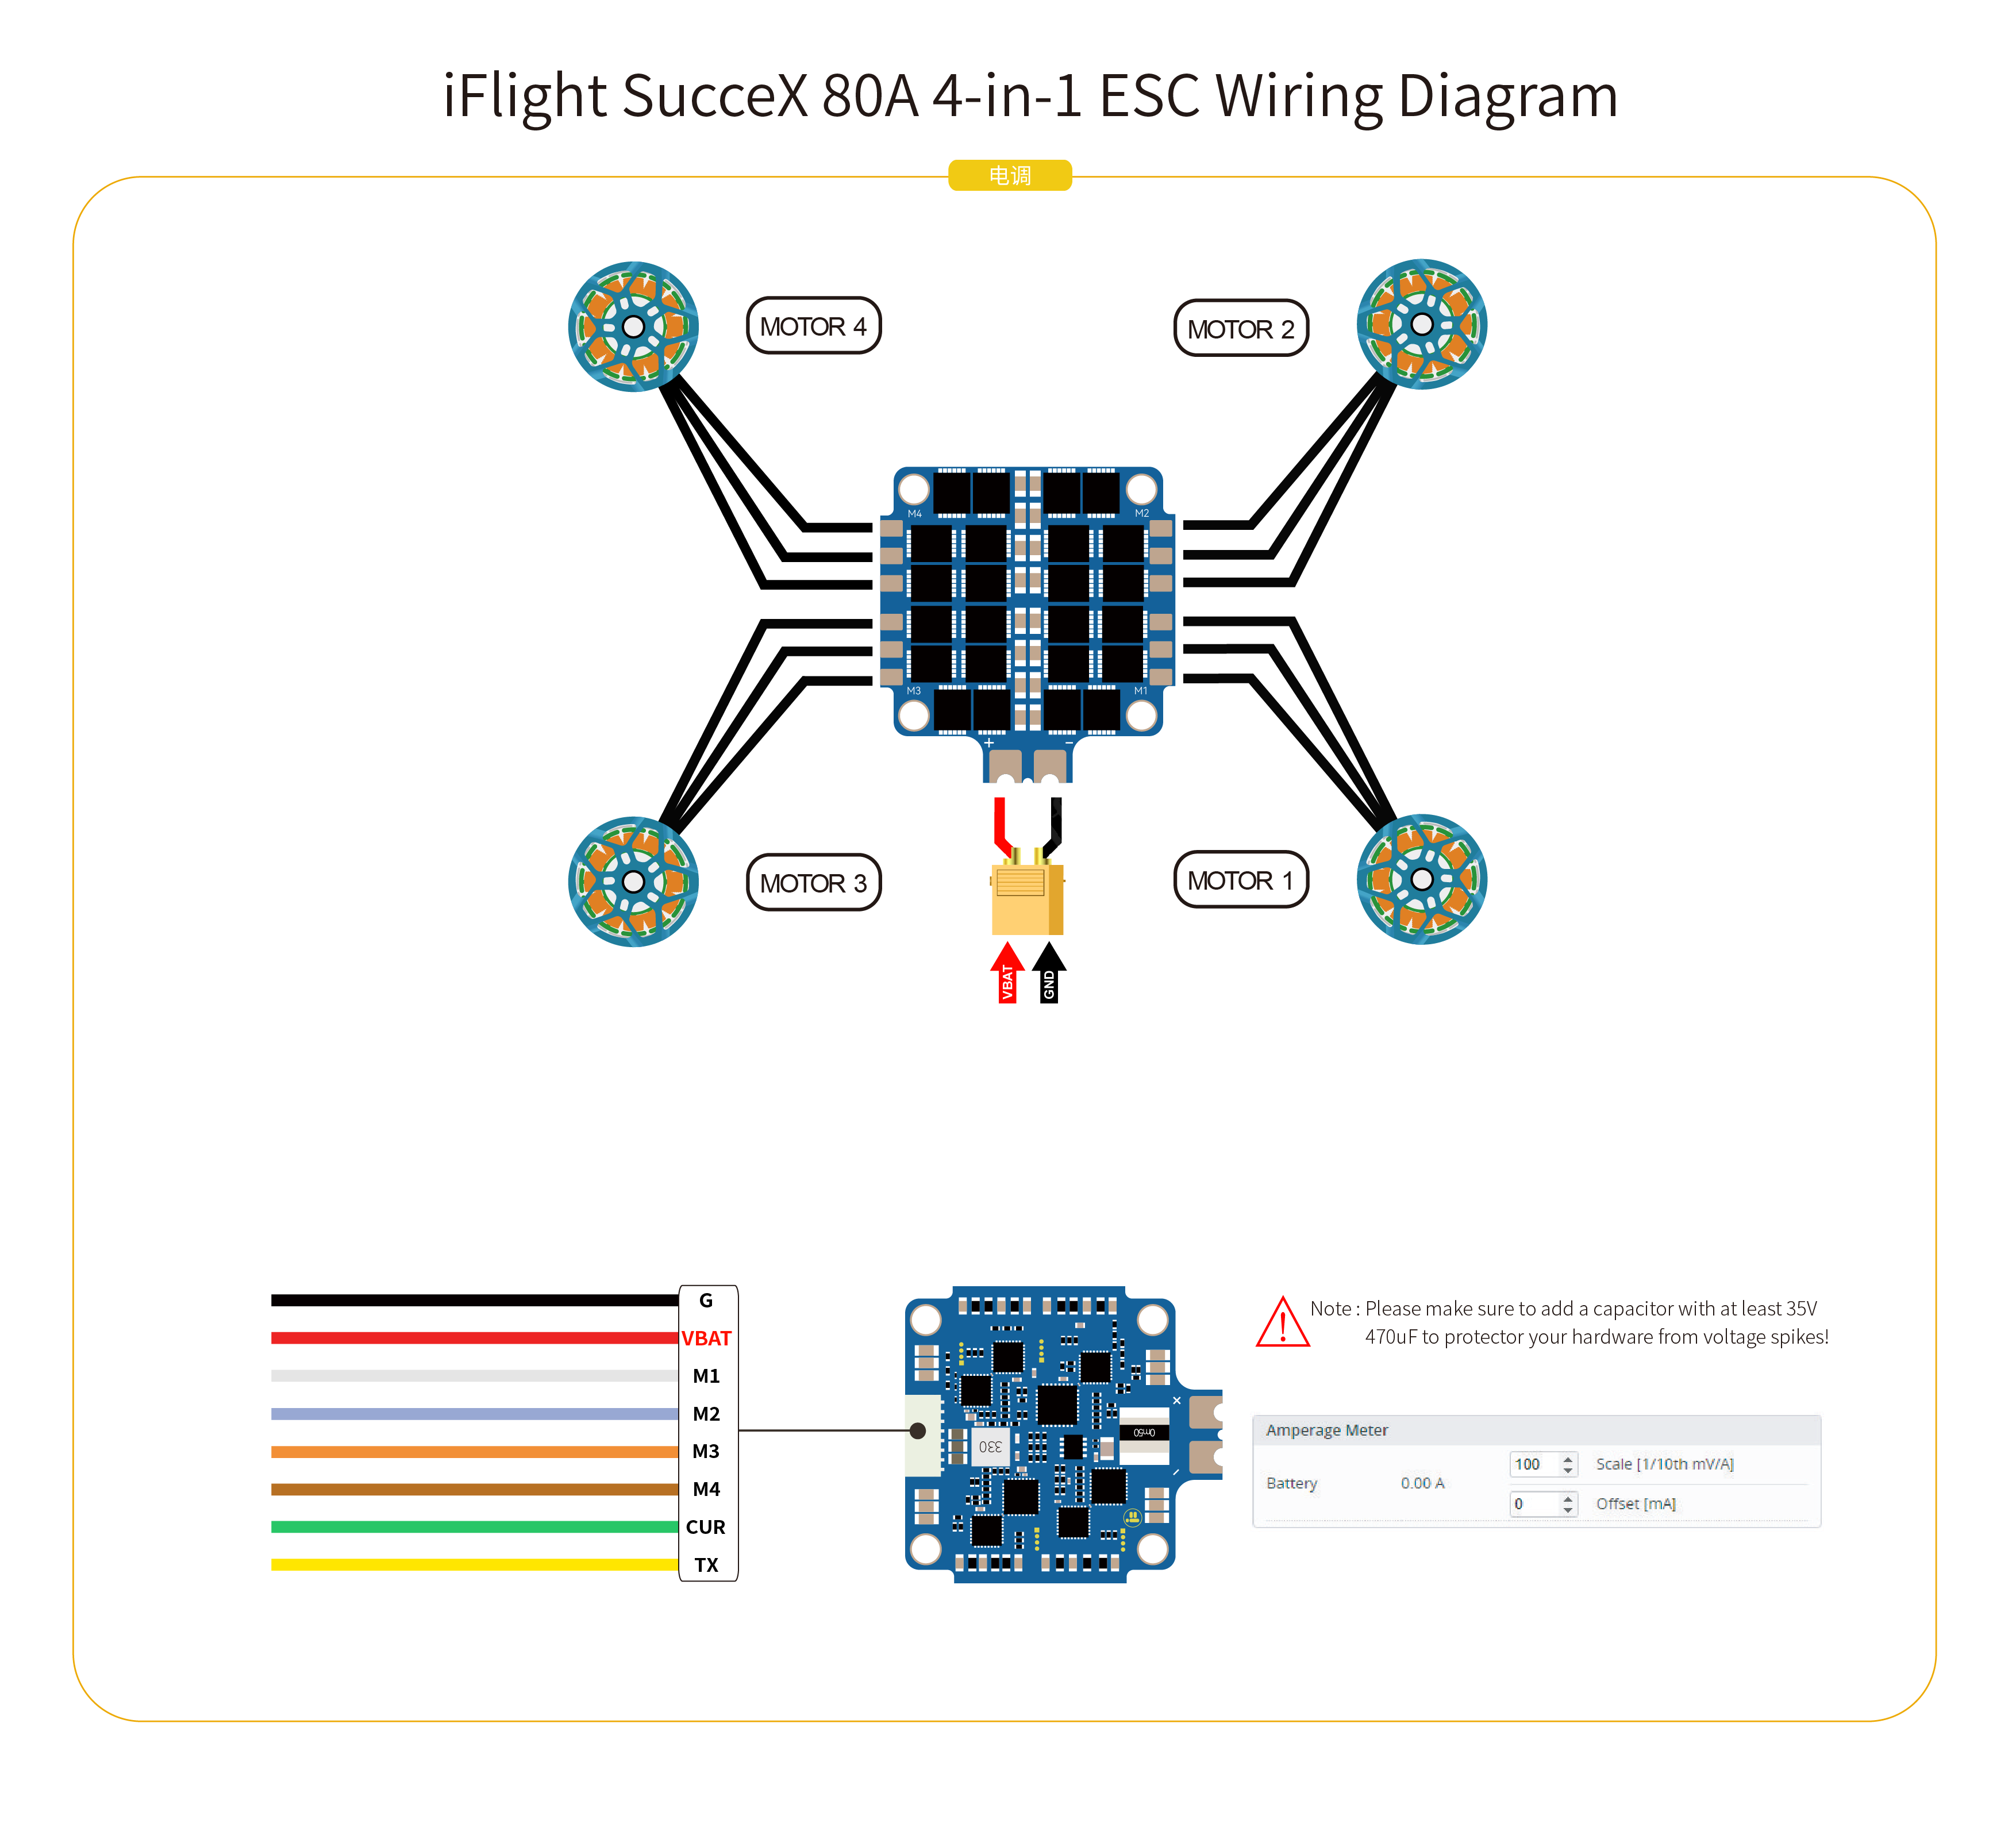 iFlight SucceX 80A 4-in-1 ESC Wiring Diagram
电调
MOTOR 4
MOTOR 2
M4
M2
M3
M1
+
−
MOTOR 3
MOTOR 1
VBAT
GND
G
VBAT
M1
M2
M3
M4
CUR
TX
330
0m50
+
−
Note : Please make sure to add a capacitor with at least 35V
470uF to protector your hardware from voltage spikes!
Amperage Meter
Battery
0.00 A
100
Scale [1/10th mV/A]
0
Offset [mA]